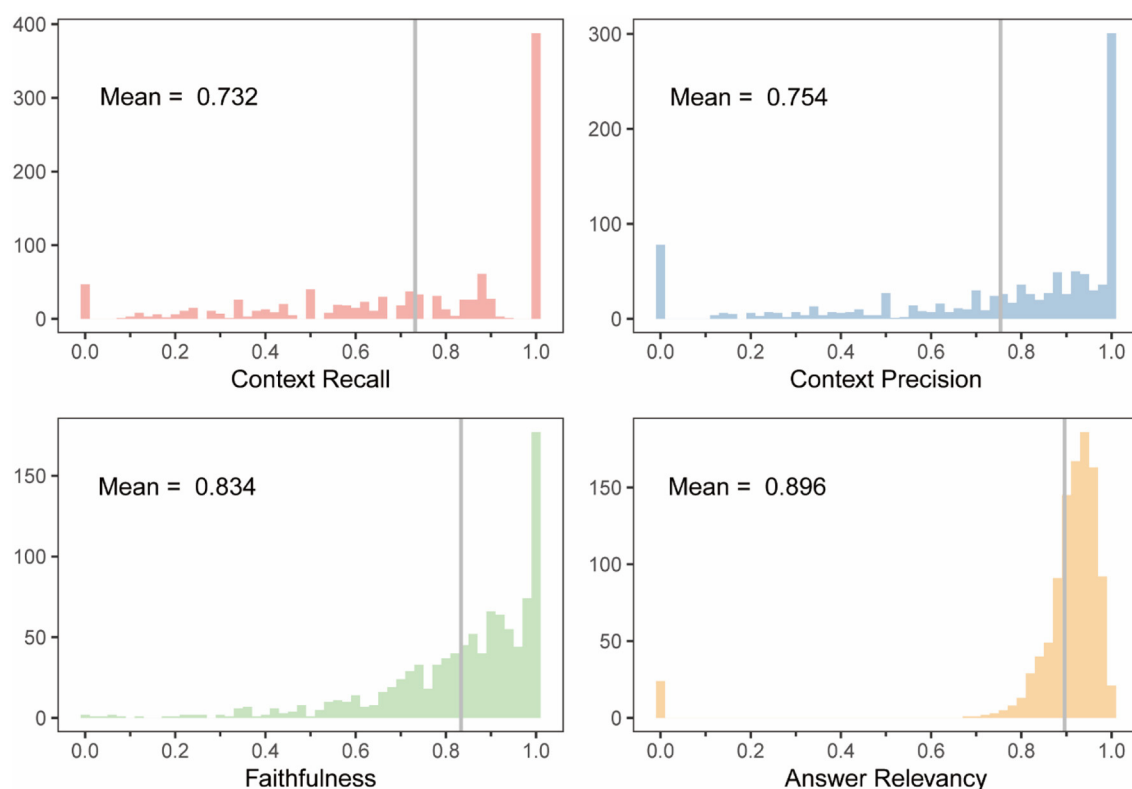 400
300
200
100
0
Mean = 0.732
0.0 0.2 0.4 0.6 0.8 1.0
Context Recall
300
200
100
0
Mean = 0.754
0.0 0.2 0.4 0.6 0.8 1.0
Context Precision
150
100
50
0
Mean = 0.834
0.0 0.2 0.4 0.6 0.8 1.0
Faithfulness
150
100
50
0
Mean = 0.896
0.0 0.2 0.4 0.6 0.8 1.0
Answer Relevancy